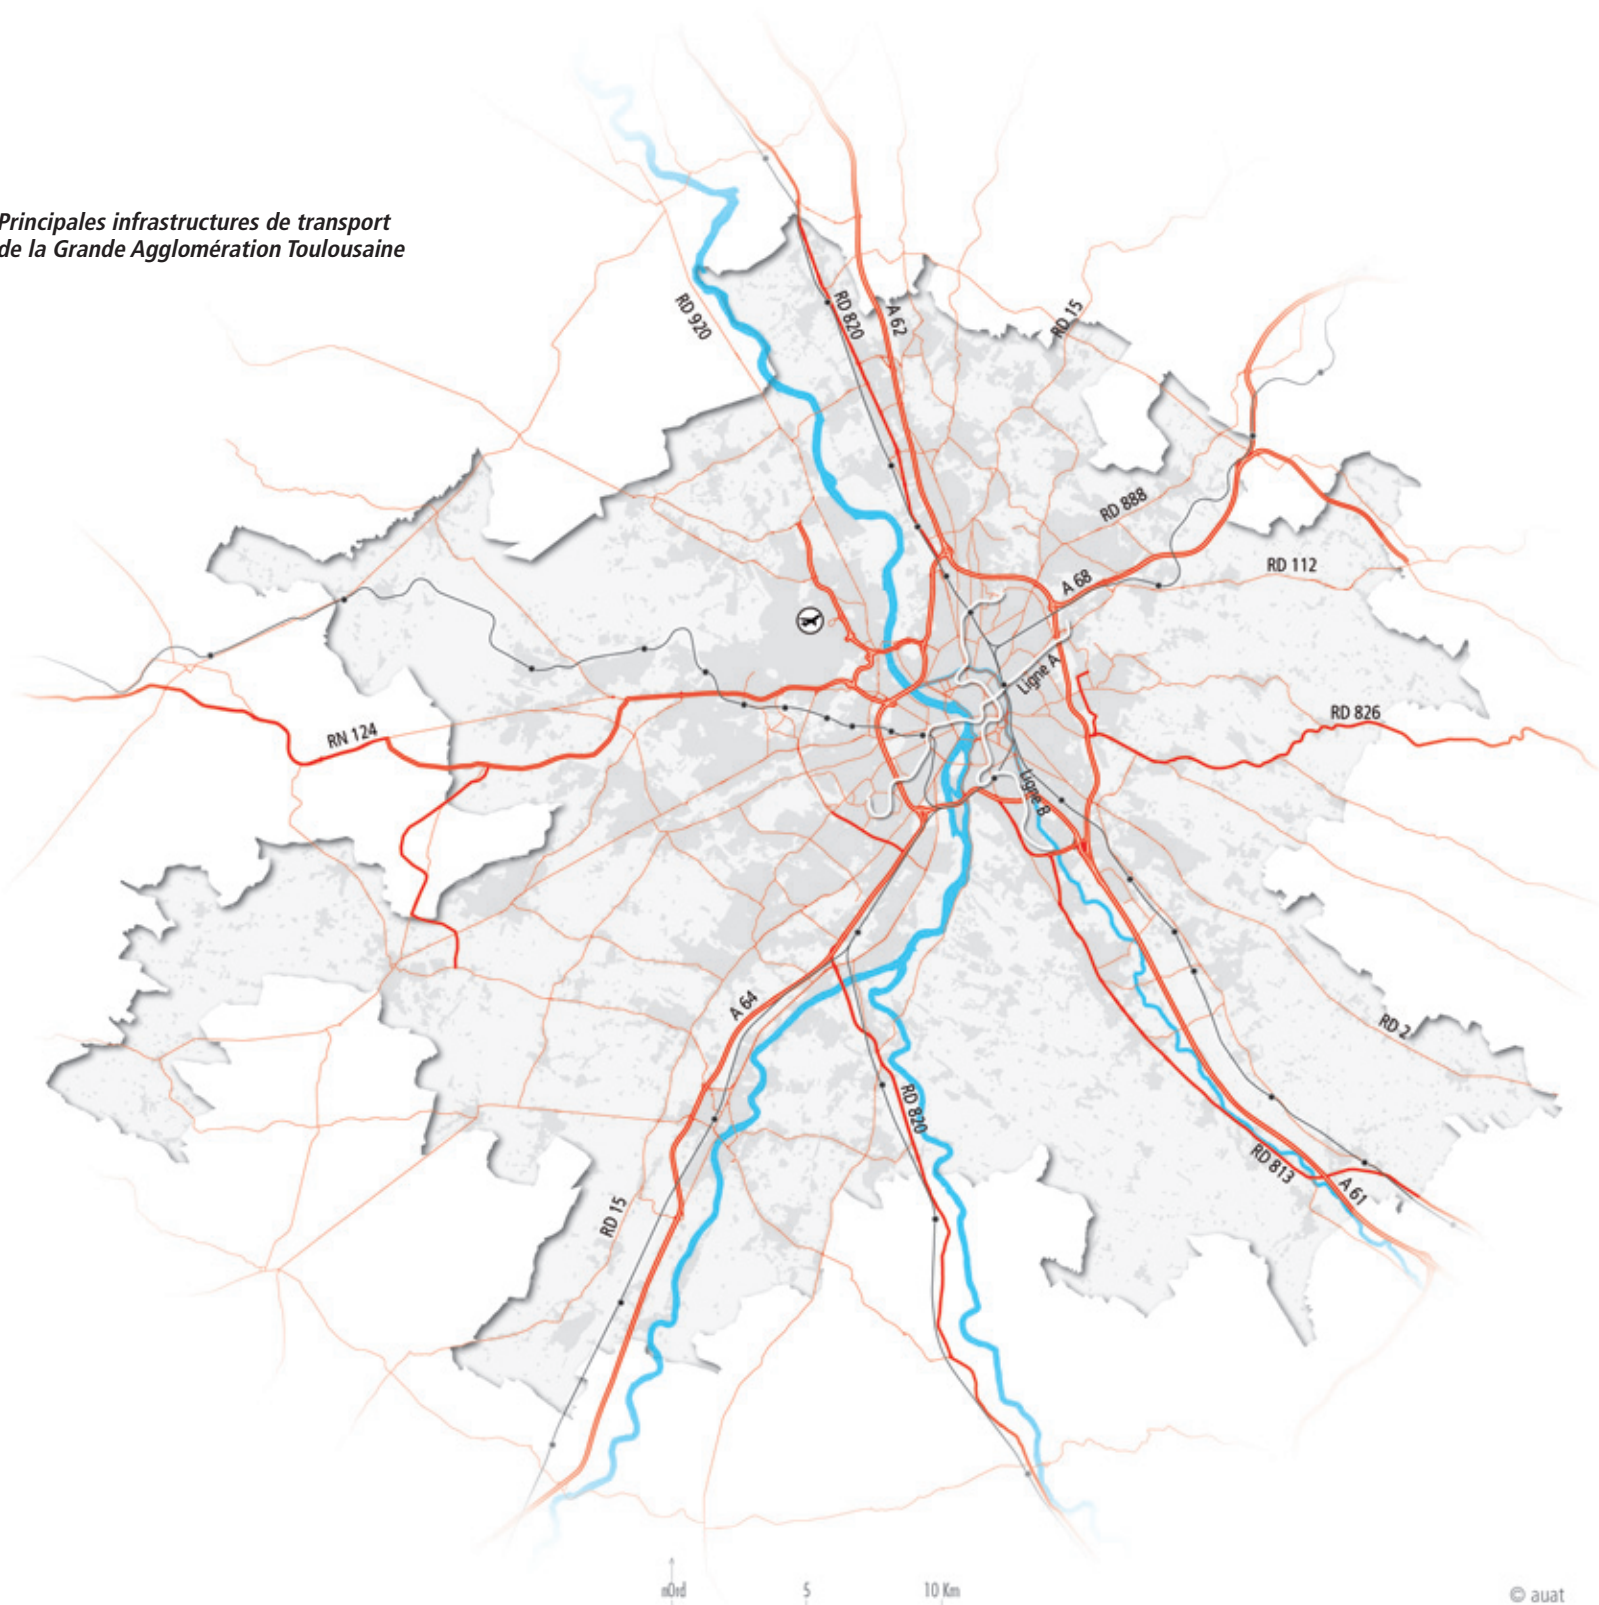 Principales infrastructures de transport
de la Grande Agglomération Toulousaine
RD 920
RD 820
A 62
RD 15
RD 888
RD 112
A 68
Ligne A
RD 826
RN 124
Ligne B
A 64
RD 2
RD 820
RD 813
A 61
RD 15
n0rd
5
10 Km
© auat